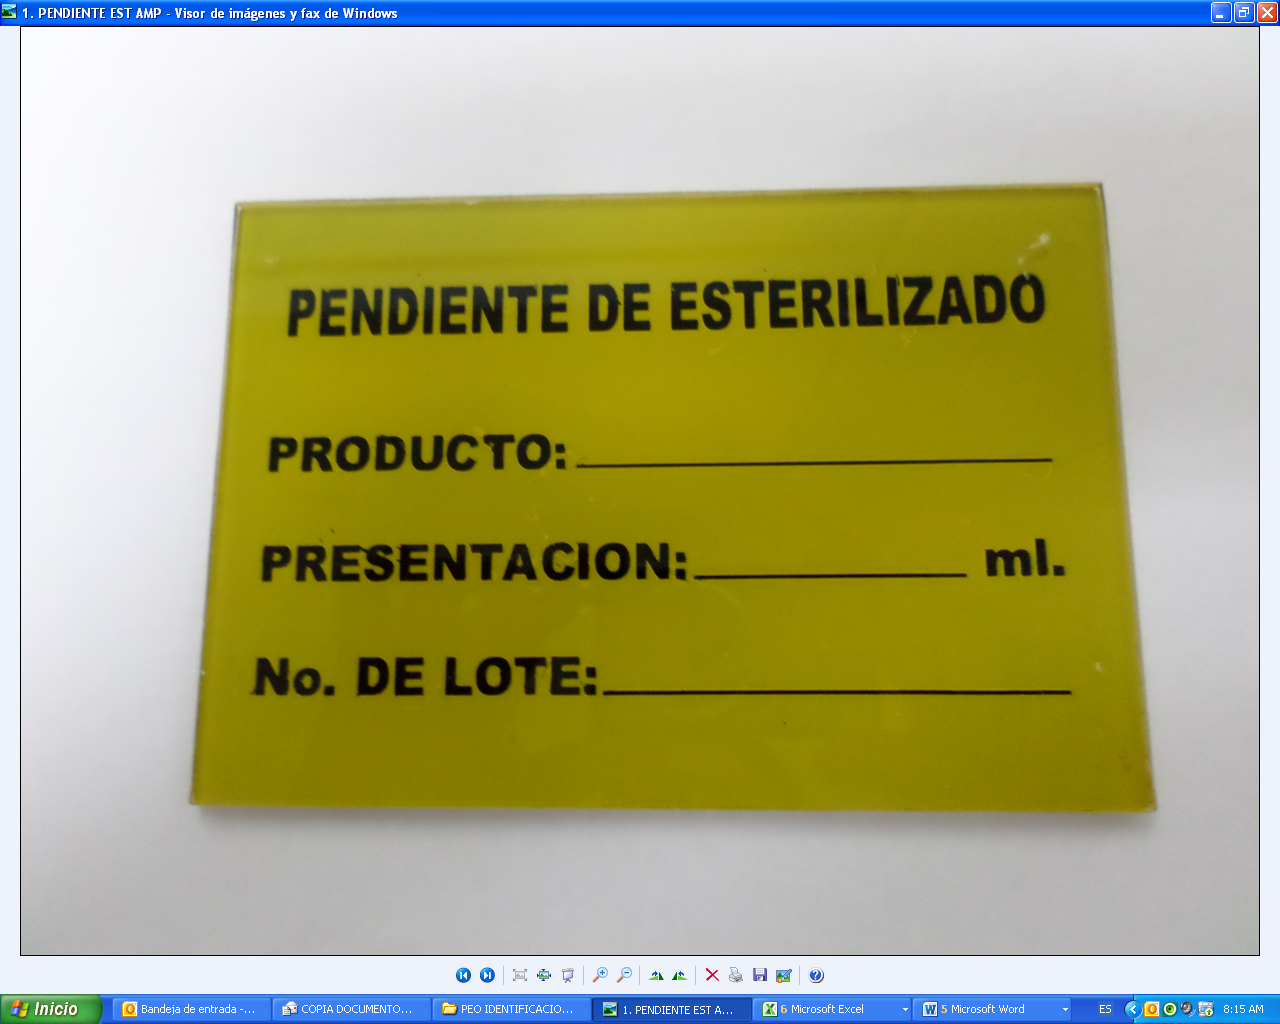 1. PENDIENTE EST AMP - Visor de imágenes y fax de Windows
PENDIENTE DE ESTERILIZADO
PRODUCTO:
PRESENTACION: ml.
No. DE LOTE:
Inicio
Bandeja de entrada -...
COPIA DOCUMENTO...
PEO IDENTIFICACIO...
1. PENDIENTE EST A...
6 Microsoft Excel
5 Microsoft Word
ES
8:15 AM